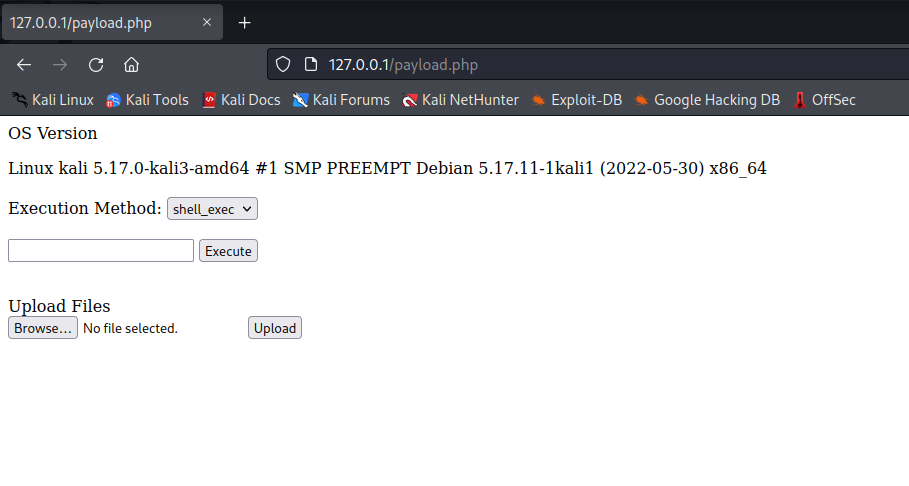 127.0.0.1/payload.php
127.0.0.1/payload.php
Kali Linux Kali Tools Kali Docs Kali Forums Kali NetHunter Exploit-DB Google Hacking DB OffSec
OS Version
Linux kali 5.17.0-kali3-amd64 #1 SMP PREEMPT Debian 5.17.11-1kali1 (2022-05-30) x86_64
Execution Method: shell_exec
Execute
Upload Files
Browse... No file selected. Upload